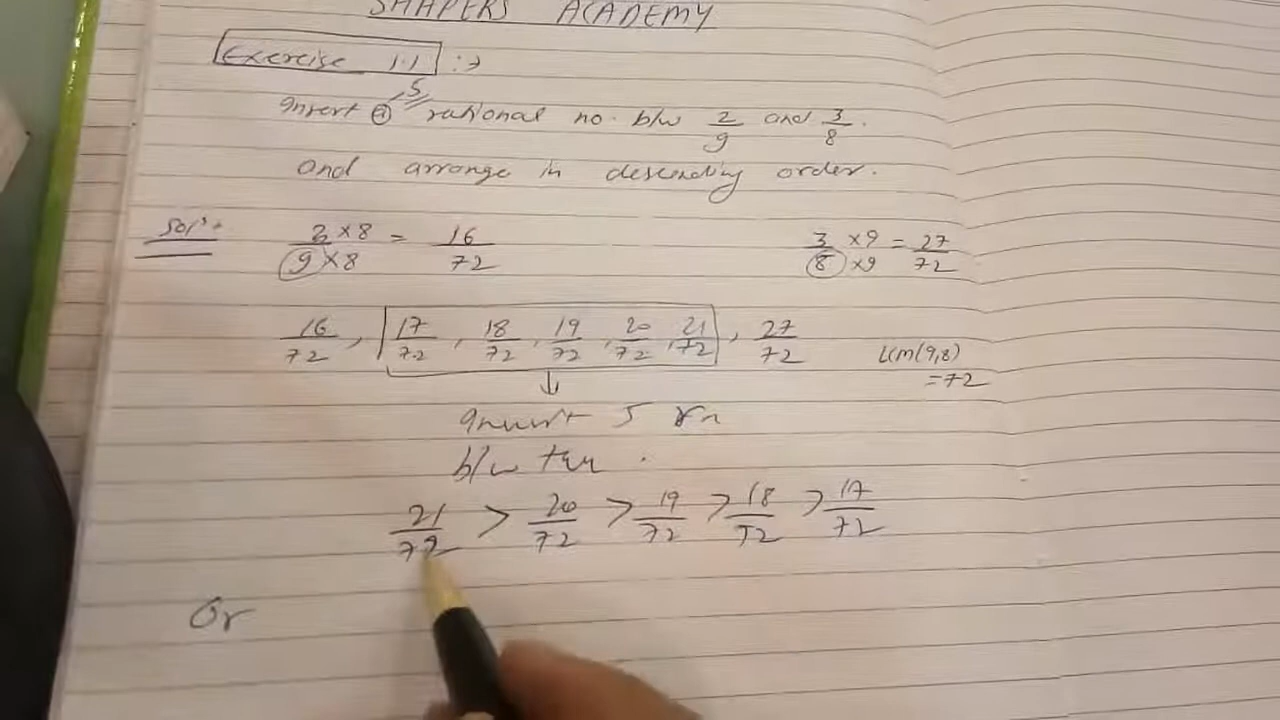 SHAPERS ACADEMY
Exercise 1.1 :→
Insert 5 rational no. b/w 2/9 and 3/8.
and arrange in descending order.
Soln 2×8/9×8 = 16/72 3×9/8×9 = 27/72
16/72, 17/72, 18/72, 19/72, 20/72, 21/72, 27/72
LCM(9,8)
=72
↓
Insert 5 rn
b/w
21/72 > 20/72 > 19/72 > 18/72 > 17/72
Or